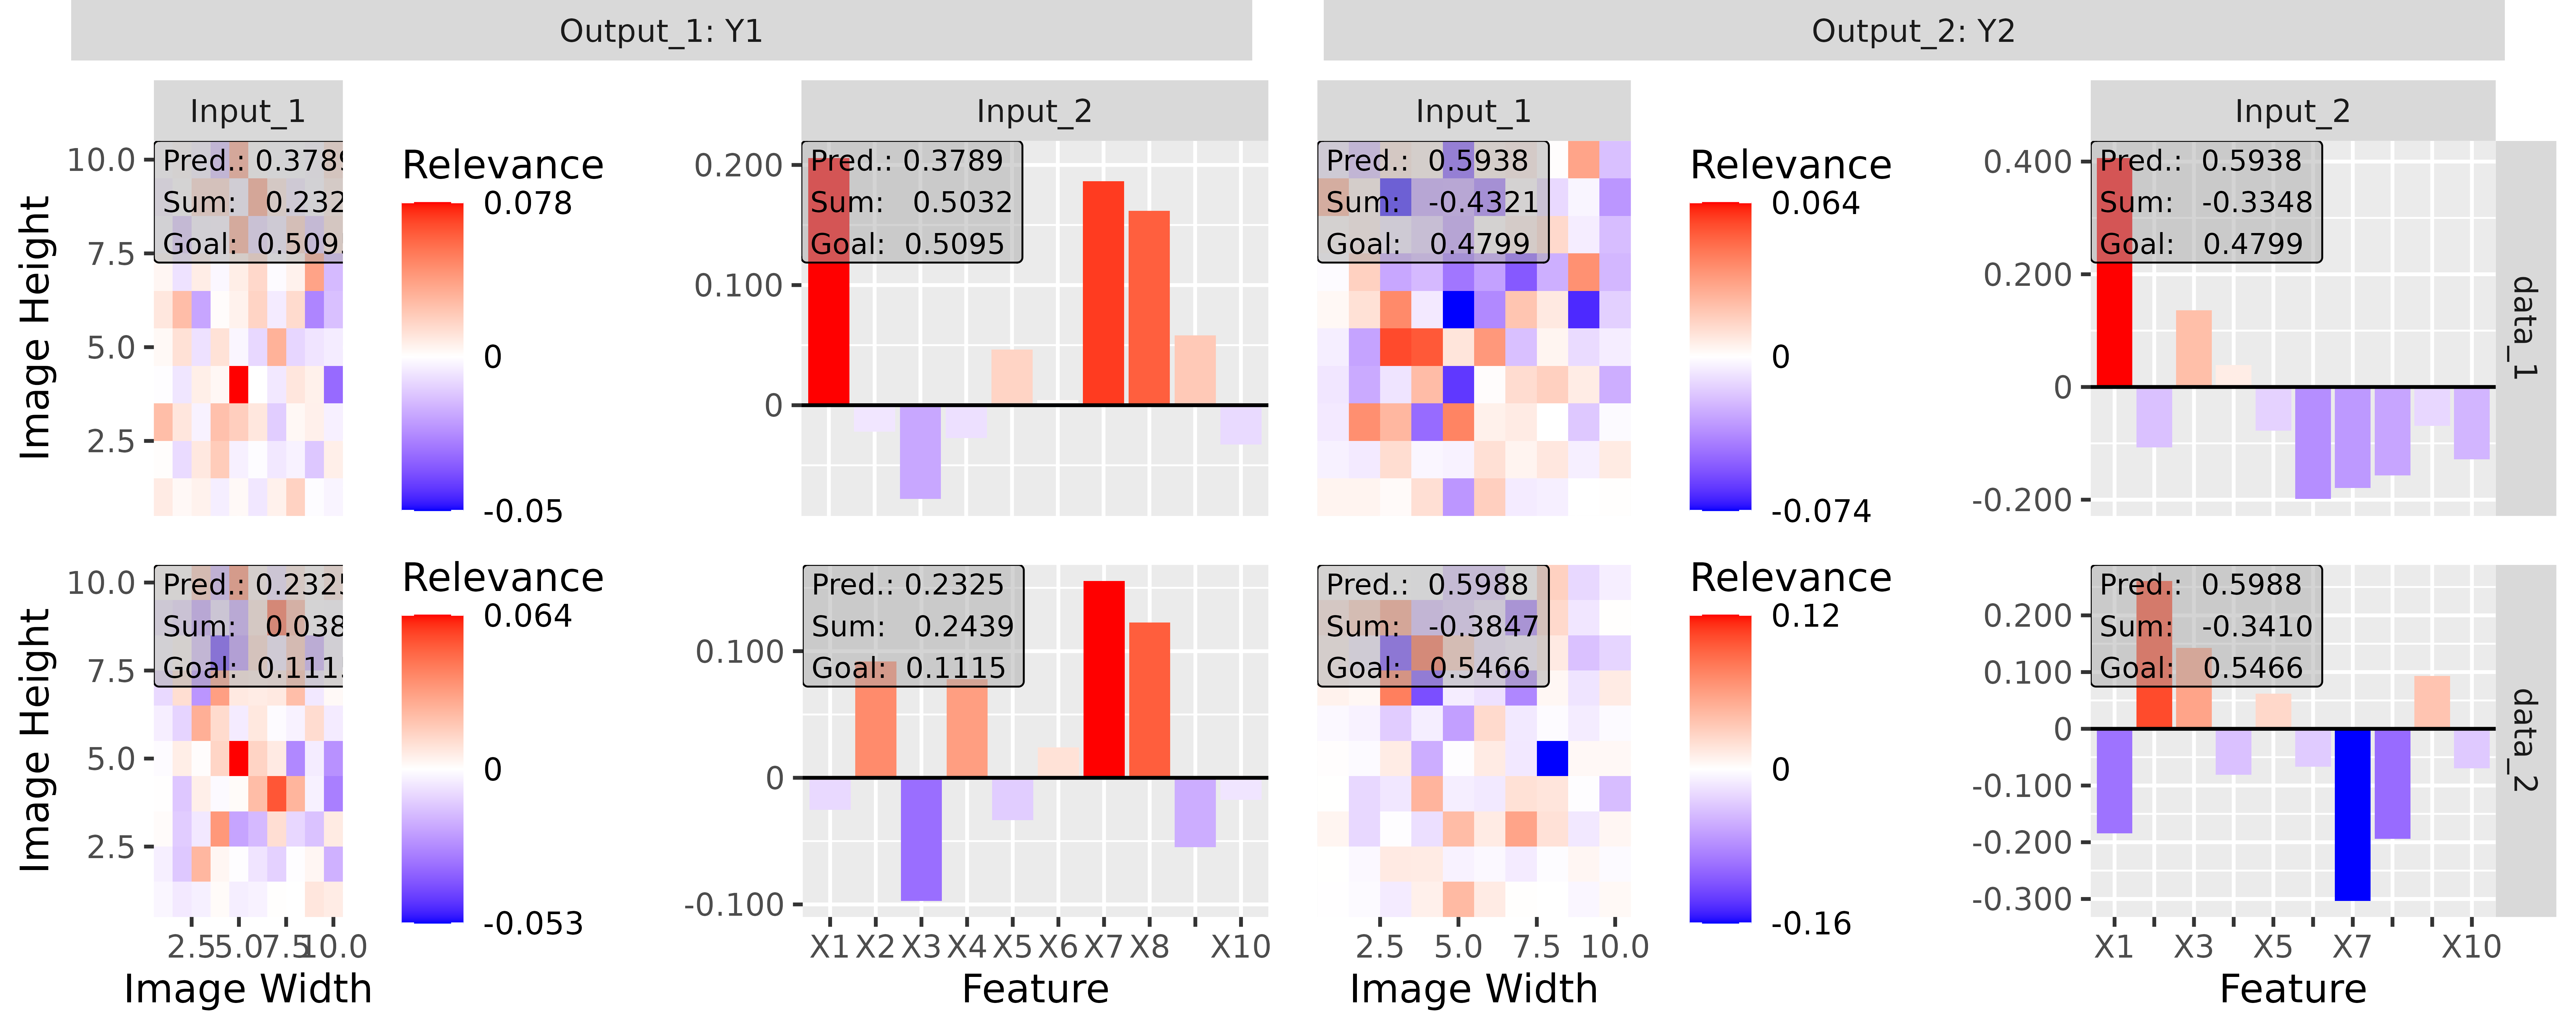 Output_1: Y1
Output_2: Y2
Input_1
Input_2
Input_1
Input_2
Image Height
10.0
7.5
5.0
2.5
Pred.: 0.3789
Sum: 0.232
Goal: 0.509
Relevance
0.078
0
-0.05
0.200
0.100
0
Pred.: 0.3789
Sum: 0.5032
Goal: 0.5095
Pred.: 0.5938
Sum: -0.4321
Goal: 0.4799
Relevance
0.064
0
-0.074
0.400
0.200
0
-0.200
Pred.: 0.5938
Sum: -0.3348
Goal: 0.4799
data_1
Image Height
10.0
7.5
5.0
2.5
Pred.: 0.2325
Sum: 0.038
Goal: 0.111
Relevance
0.064
0
-0.053
0.100
0
-0.100
Pred.: 0.2325
Sum: 0.2439
Goal: 0.1115
Pred.: 0.5988
Sum: -0.3847
Goal: 0.5466
Relevance
0.12
0
-0.16
0.200
0.100
0
-0.100
-0.200
-0.300
Pred.: 0.5988
Sum: -0.3410
Goal: 0.5466
data_2
2.5 5.0 7.5 10.0
X1 X2 X3 X4 X5 X6 X7 X8 X10
2.5 5.0 7.5 10.0
X1 X3 X5 X7 X10
Image Width
Feature
Image Width
Feature